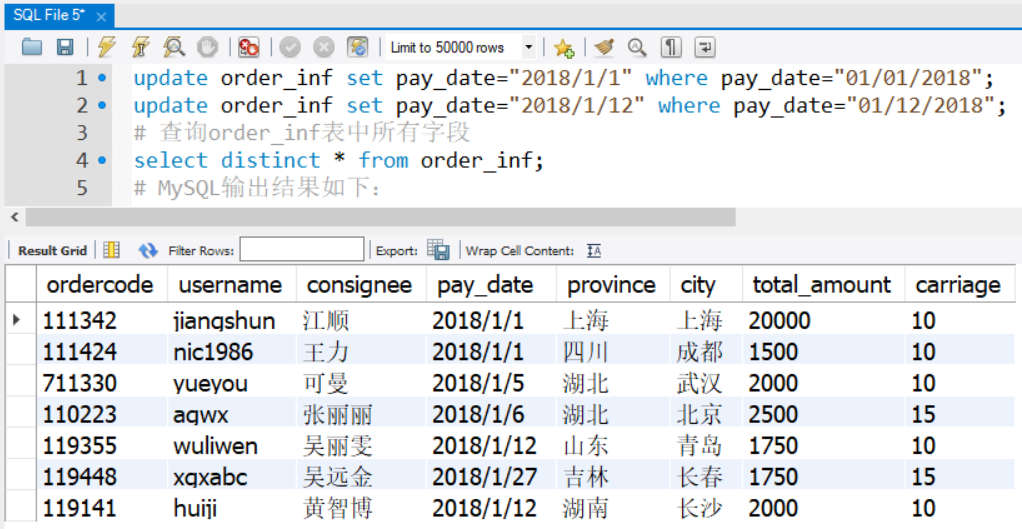 SQL File 5*
Limit to 50000 rows
1 update order_inf set pay_date="2018/1/1" where pay_date="01/01/2018";
2 update order_inf set pay_date="2018/1/12" where pay_date="01/12/2018";
3 # 查询order_inf表中所有字段
4 select distinct * from order_inf;
5 # MySQL输出结果如下：
Result Grid Filter Rows: Export: Wrap Cell Content: IA
ordercode username consignee pay_date province city total_amount carriage
111342 jiangshun 江顺 2018/1/1 上海 上海 20000 10
111424 nic1986 王力 2018/1/1 四川 成都 1500 10
711330 yueyou 可曼 2018/1/5 湖北 武汉 2000 10
110223 aqwx 张丽丽 2018/1/6 湖北 北京 2500 15
119355 wuliwen 吴丽雯 2018/1/12 山东 青岛 1750 10
119448 xgxabc 吴远金 2018/1/27 吉林 长春 1750 15
119141 huiji 黄智博 2018/1/12 湖南 长沙 2000 10